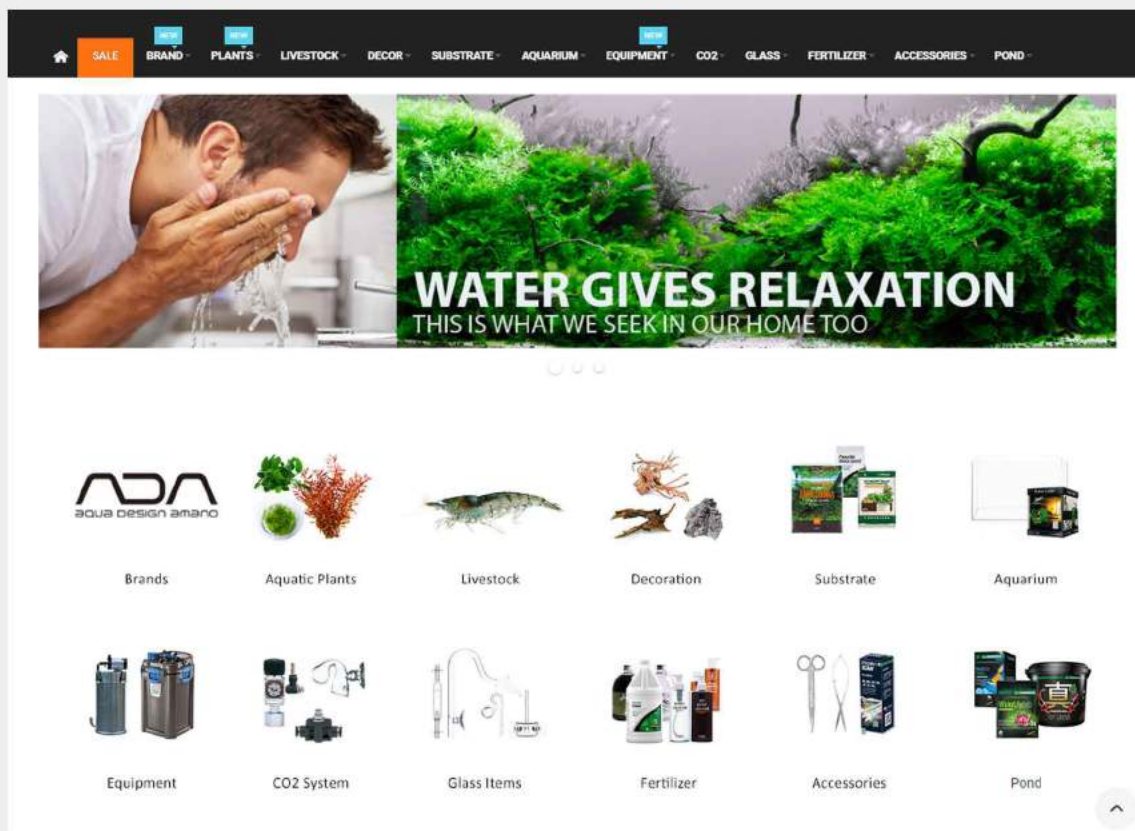 NEW
NEW
NEW
SALE BRAND PLANTS LIVESTOCK DECOR SUBSTRATE AQUARIUM EQUIPMENT CO2 GLASS FERTILIZER ACCESSORIES POND
WATER GIVES RELAXATION
THIS IS WHAT WE SEEK IN OUR HOME TOO
ADA
aqua design amano
Brands Aquatic Plants Livestock Decoration Substrate Aquarium
Equipment CO2 System Glass Items Fertilizer Accessories Pond